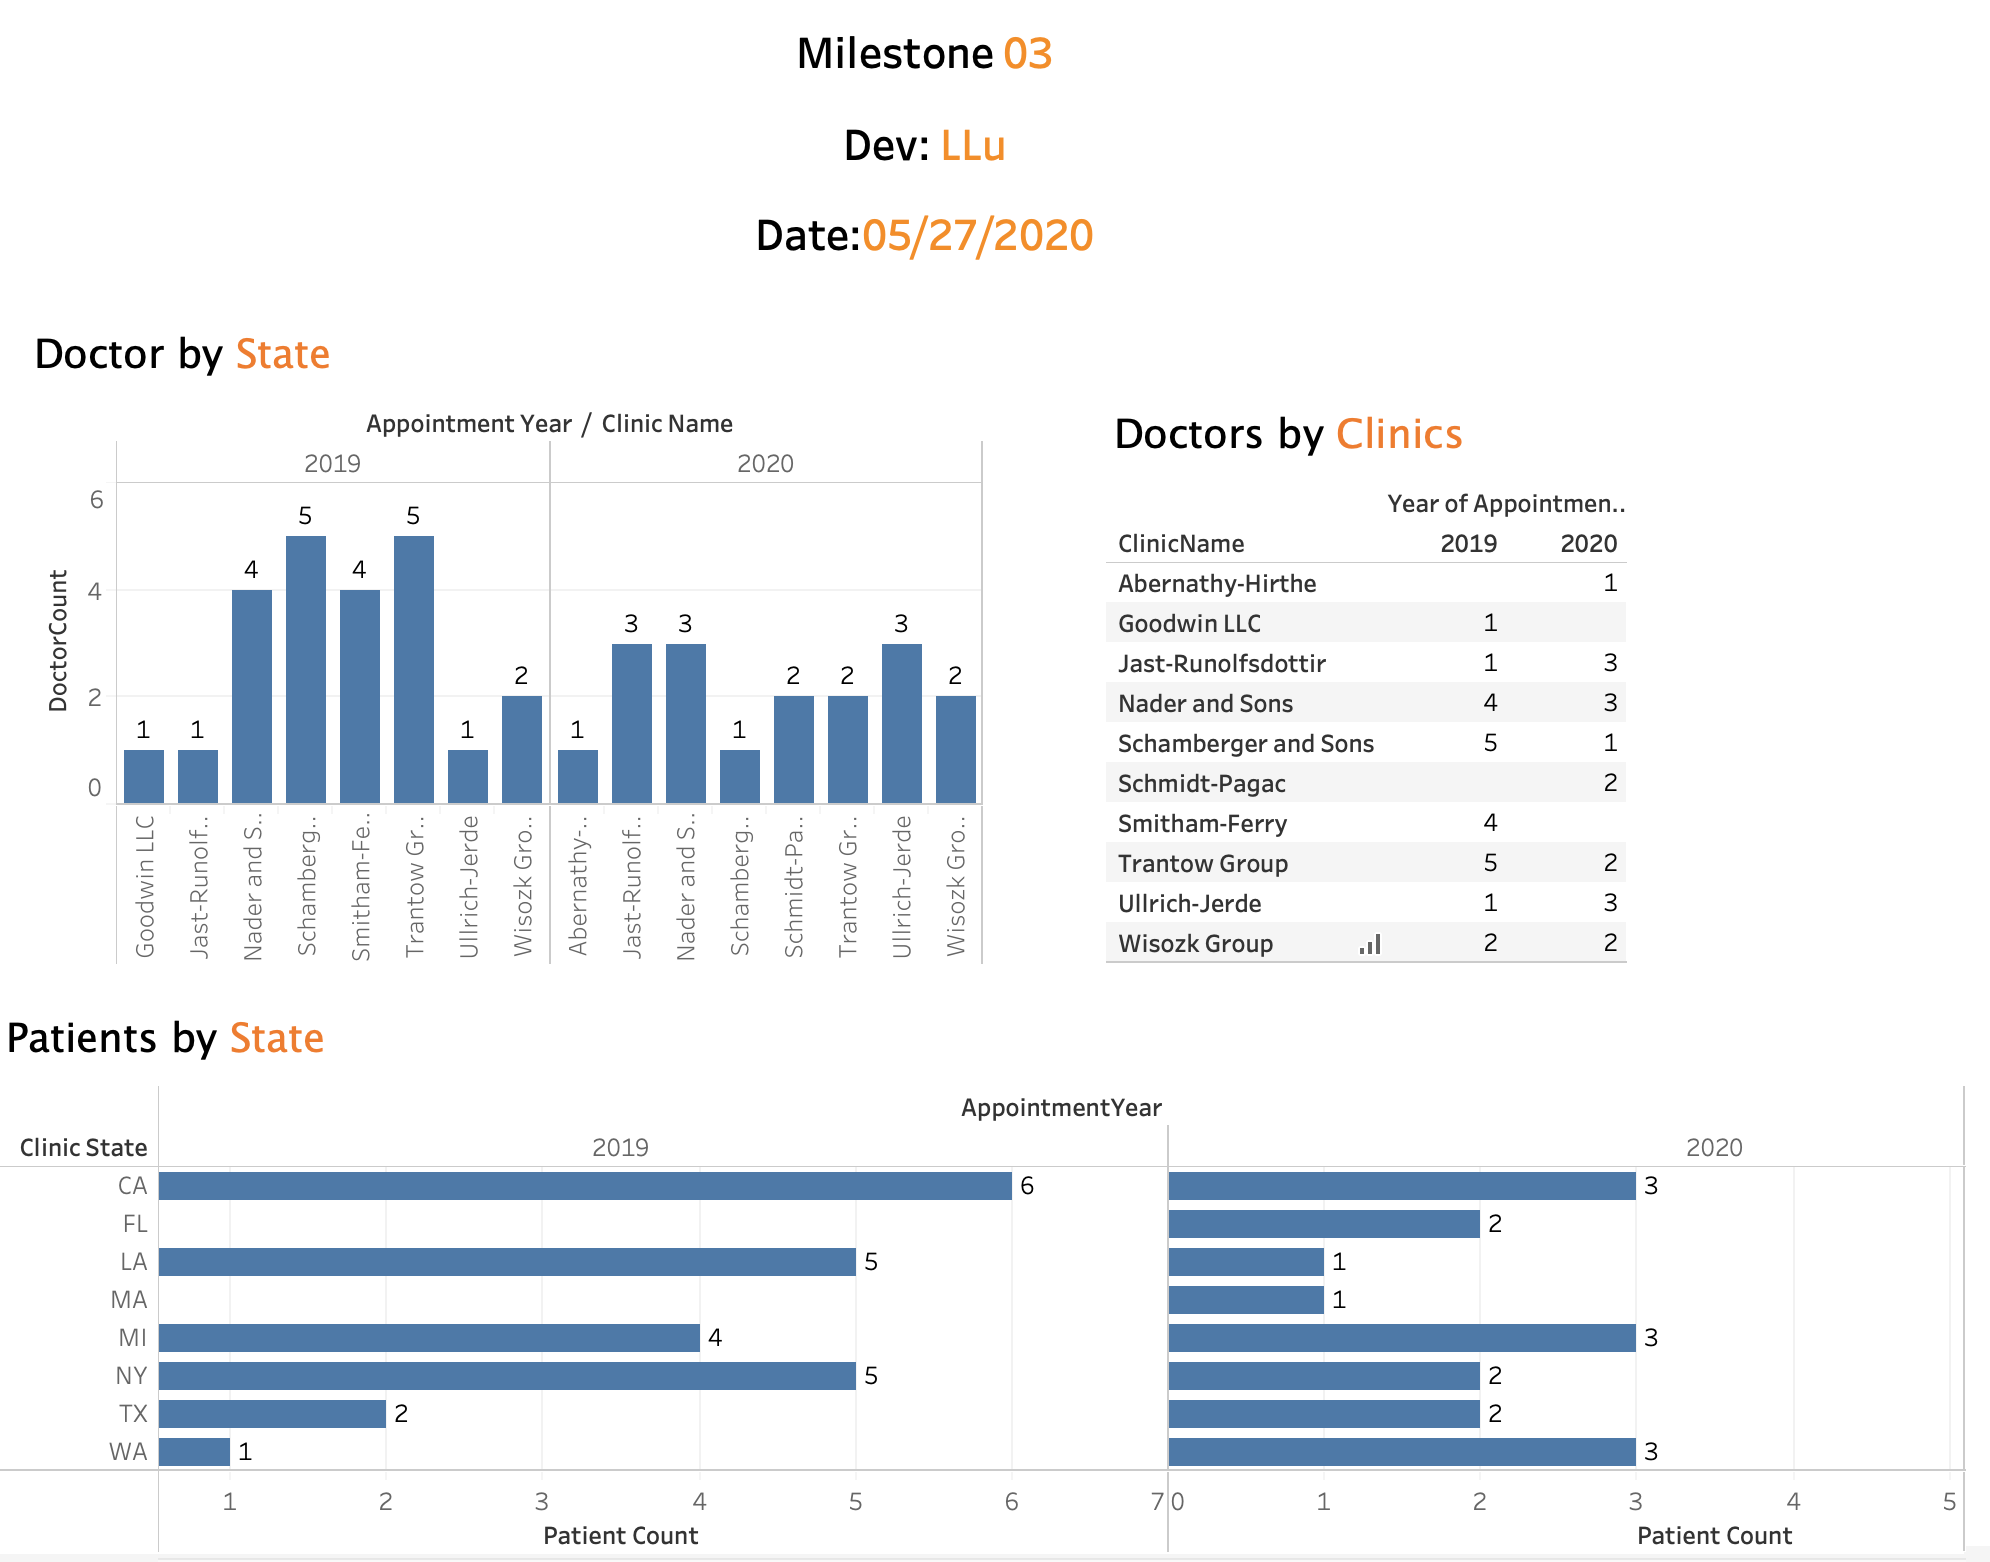 Milestone 03
Dev: LLu
Date:05/27/2020
Doctor by State
Appointment Year / Clinic Name
2019 2020
6
4
2
0
DoctorCount
1 1 4 5 4 5 1 2 1 3 3 1 2 2 3 2
Goodwin LLC
Jast-Runolf..
Nader and S..
Schamberg..
Smitham-Fe..
Trantow Gr..
Ullrich-Jerde
Wisozk Gro..
Abernathy-..
Jast-Runolf..
Nader and S..
Schamberg..
Schmidt-Pa..
Trantow Gr..
Ullrich-Jerde
Wisozk Gro..
Doctors by Clinics
Year of Appointmen..
ClinicName 2019 2020
Abernathy-Hirthe 1
Goodwin LLC 1
Jast-Runolfsdottir 1 3
Nader and Sons 4 3
Schamberger and Sons 5 1
Schmidt-Pagac 2
Smitham-Ferry 4
Trantow Group 5 2
Ullrich-Jerde 1 3
Wisozk Group 2 2
Patients by State
AppointmentYear
Clinic State 2019 2020
CA 6 3
FL 2
LA 5 1
MA 1
MI 4 3
NY 5 2
TX 2 2
WA 1 3
1 2 3 4 5 6 7 0 1 2 3 4 5
Patient Count Patient Count